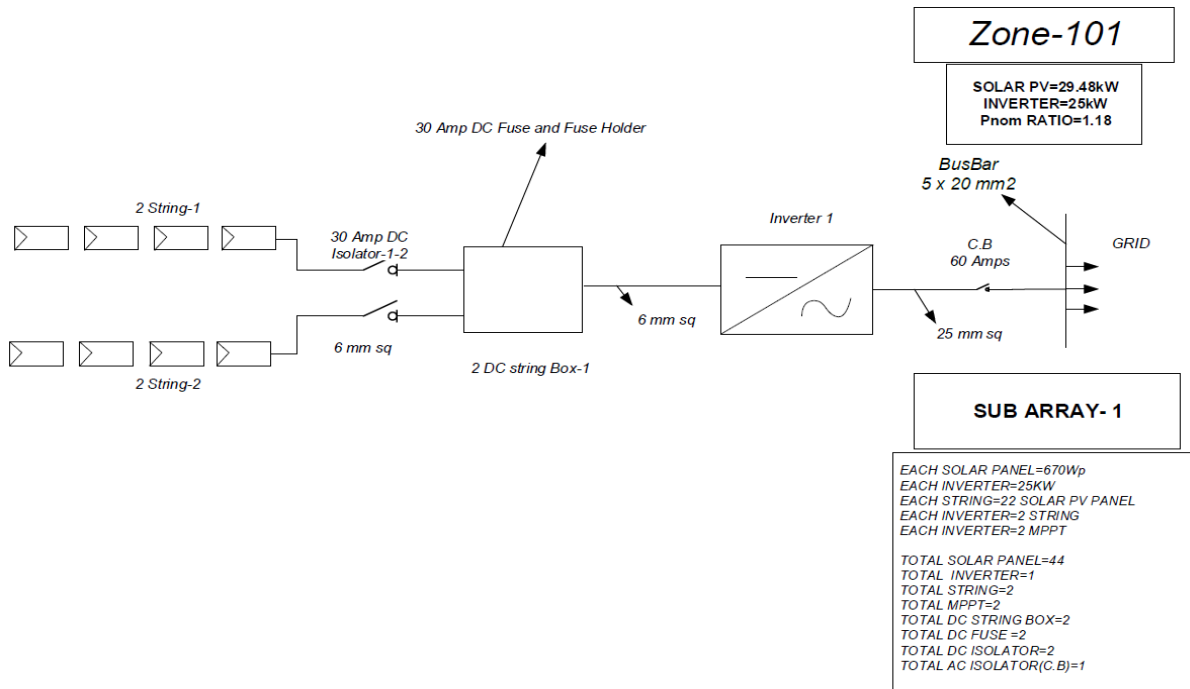 Zone-101
SOLAR PV=29.48kW
INVERTER=25kW
Pnom RATIO=1.18
30 Amp DC Fuse and Fuse Holder
BusBar
5 x 20 mm2
2 String-1
30 Amp DC
Isolator-1-2
Inverter 1
C.B
60 Amps
GRID
6 mm sq
6 mm sq
25 mm sq
2 String-2
2 DC string Box-1
SUB ARRAY- 1
EACH SOLAR PANEL=670Wp
EACH INVERTER=25KW
EACH STRING=22 SOLAR PV PANEL
EACH INVERTER=2 STRING
EACH INVERTER=2 MPPT
TOTAL SOLAR PANEL=44
TOTAL INVERTER=1
TOTAL STRING=2
TOTAL MPPT=2
TOTAL DC STRING BOX=2
TOTAL DC FUSE =2
TOTAL DC ISOLATOR=2
TOTAL AC ISOLATOR(C.B)=1